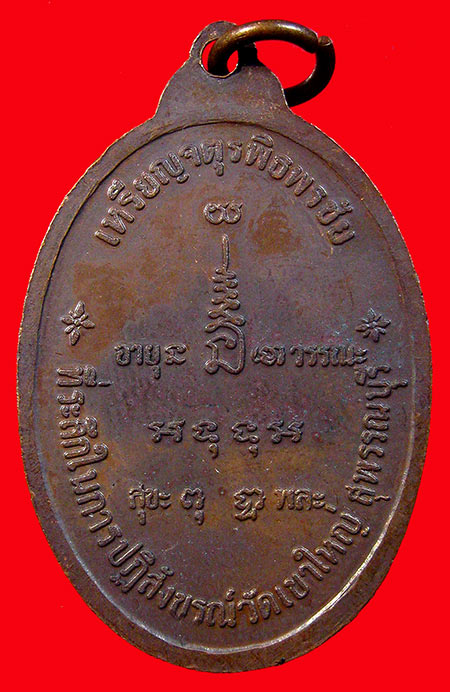 เหรียญจตุรพิธพรชัย
อายุ วรรณะ
สุขะ พละ
ที่ระลึกในการปฏิสังขรณ์วัดเขาใหญ่ สุพรรณบุรี